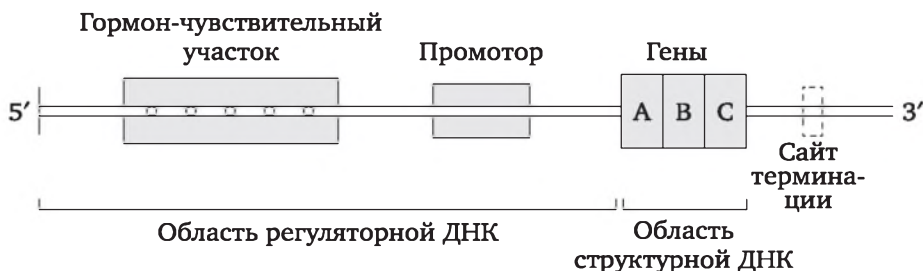 Гормон-чувствительный
участок
Промотор
Гены
5′
A B C
3′
Сайт
термина-
ции
Область регуляторной ДНК
Область
структурной ДНК